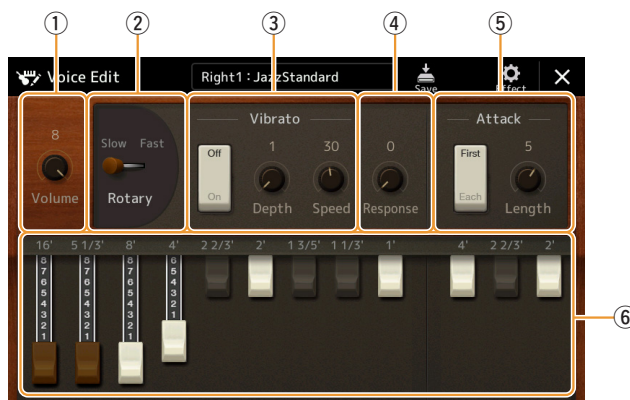 ① ② ③ ④ ⑤
Voice Edit Right1 : JazzStandard Save Effect ×
Vibrato Attack
8 Slow Fast Off 1 30 0 First 5
Volume Rotary On Depth Speed Response Each Length
16' 5 1/3' 8' 4' 2 2/3' 2' 1 3/5' 1 1/3' 1' 4' 2 2/3' 2'
8 8 8
7 7 7 6
6 6 6 5
5 5 5 4
4 4 4 3
3 3 3 2
2 2 2 1
1 1 1
⑥